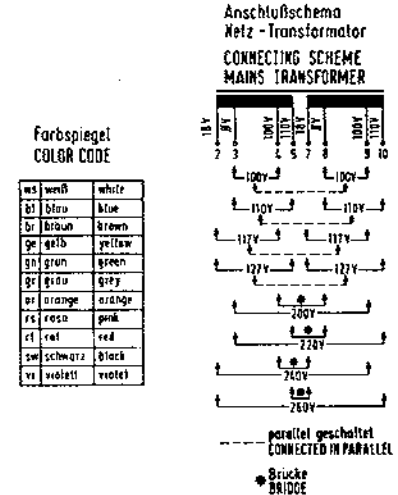 Anschlußschema
Netz - Transformator
CONNECTING SCHEME
MAINS TRANSFORMER
18V 8V 100V 110V 18V 8V 100V 110V
2 3 4 5 7 8 9 10
100V 100V
110V 110V
117V 117V
127V 127V
200V
220V
240V
260V
parallel geschaltet
CONNECTED IN PARALLEL
Brücke
BRIDGE
Farbspiegel
COLOR CODE
ws weiß white
bl blau blue
br braun brown
ge gelb yellow
gn grun green
gr grau grey
or orange orange
rs rosa pink
rt rot red
sw schwarz black
vi violett violet